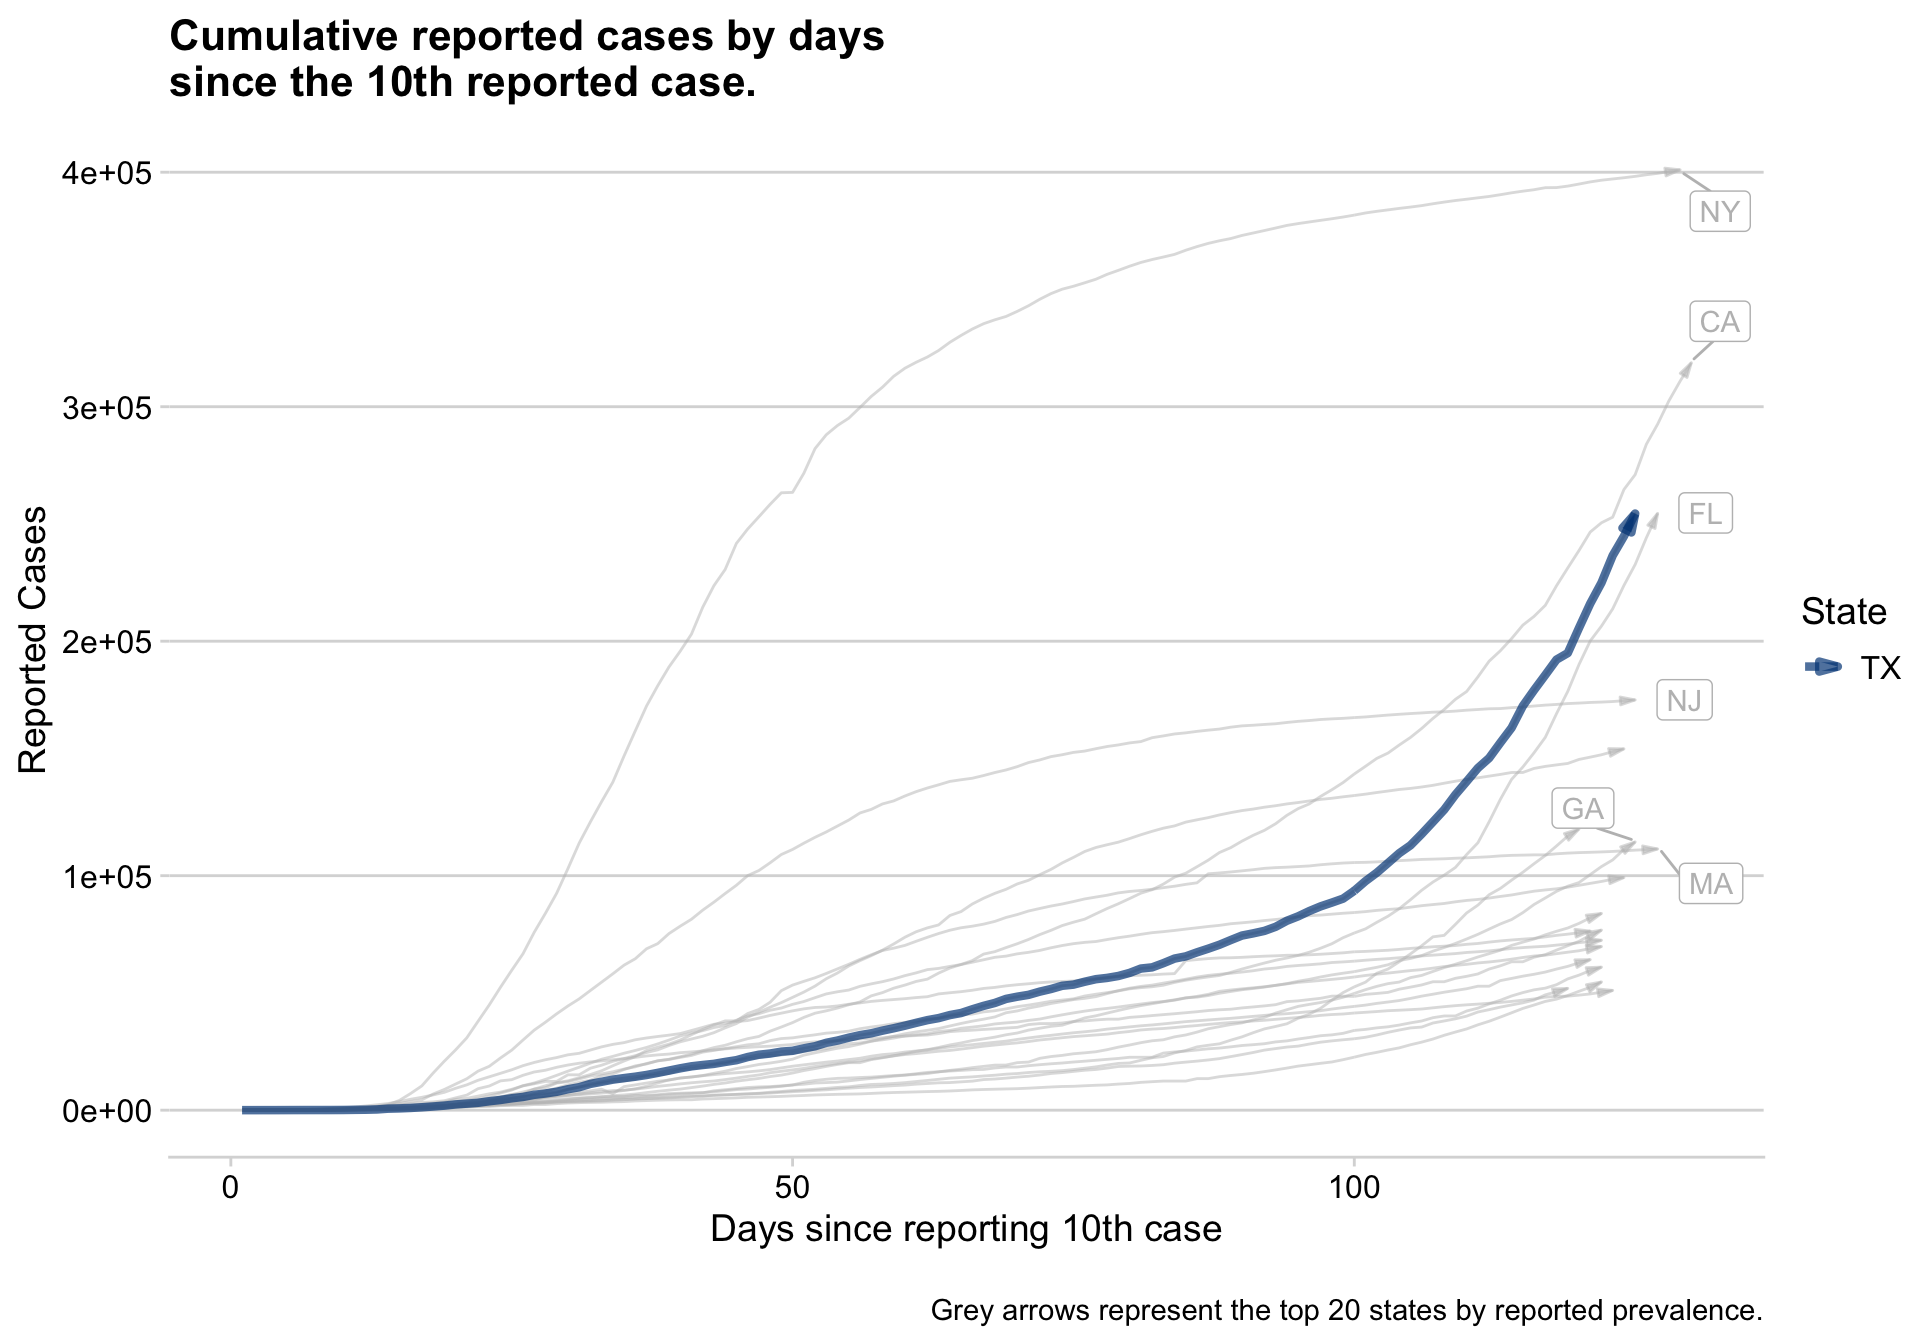 Cumulative reported cases by days
since the 10th reported case.
4e+05
3e+05
2e+05
1e+05
0e+00
Reported Cases
NY
CA
FL
NJ
GA
MA
State
TX
0
50
100
Days since reporting 10th case
Grey arrows represent the top 20 states by reported prevalence.